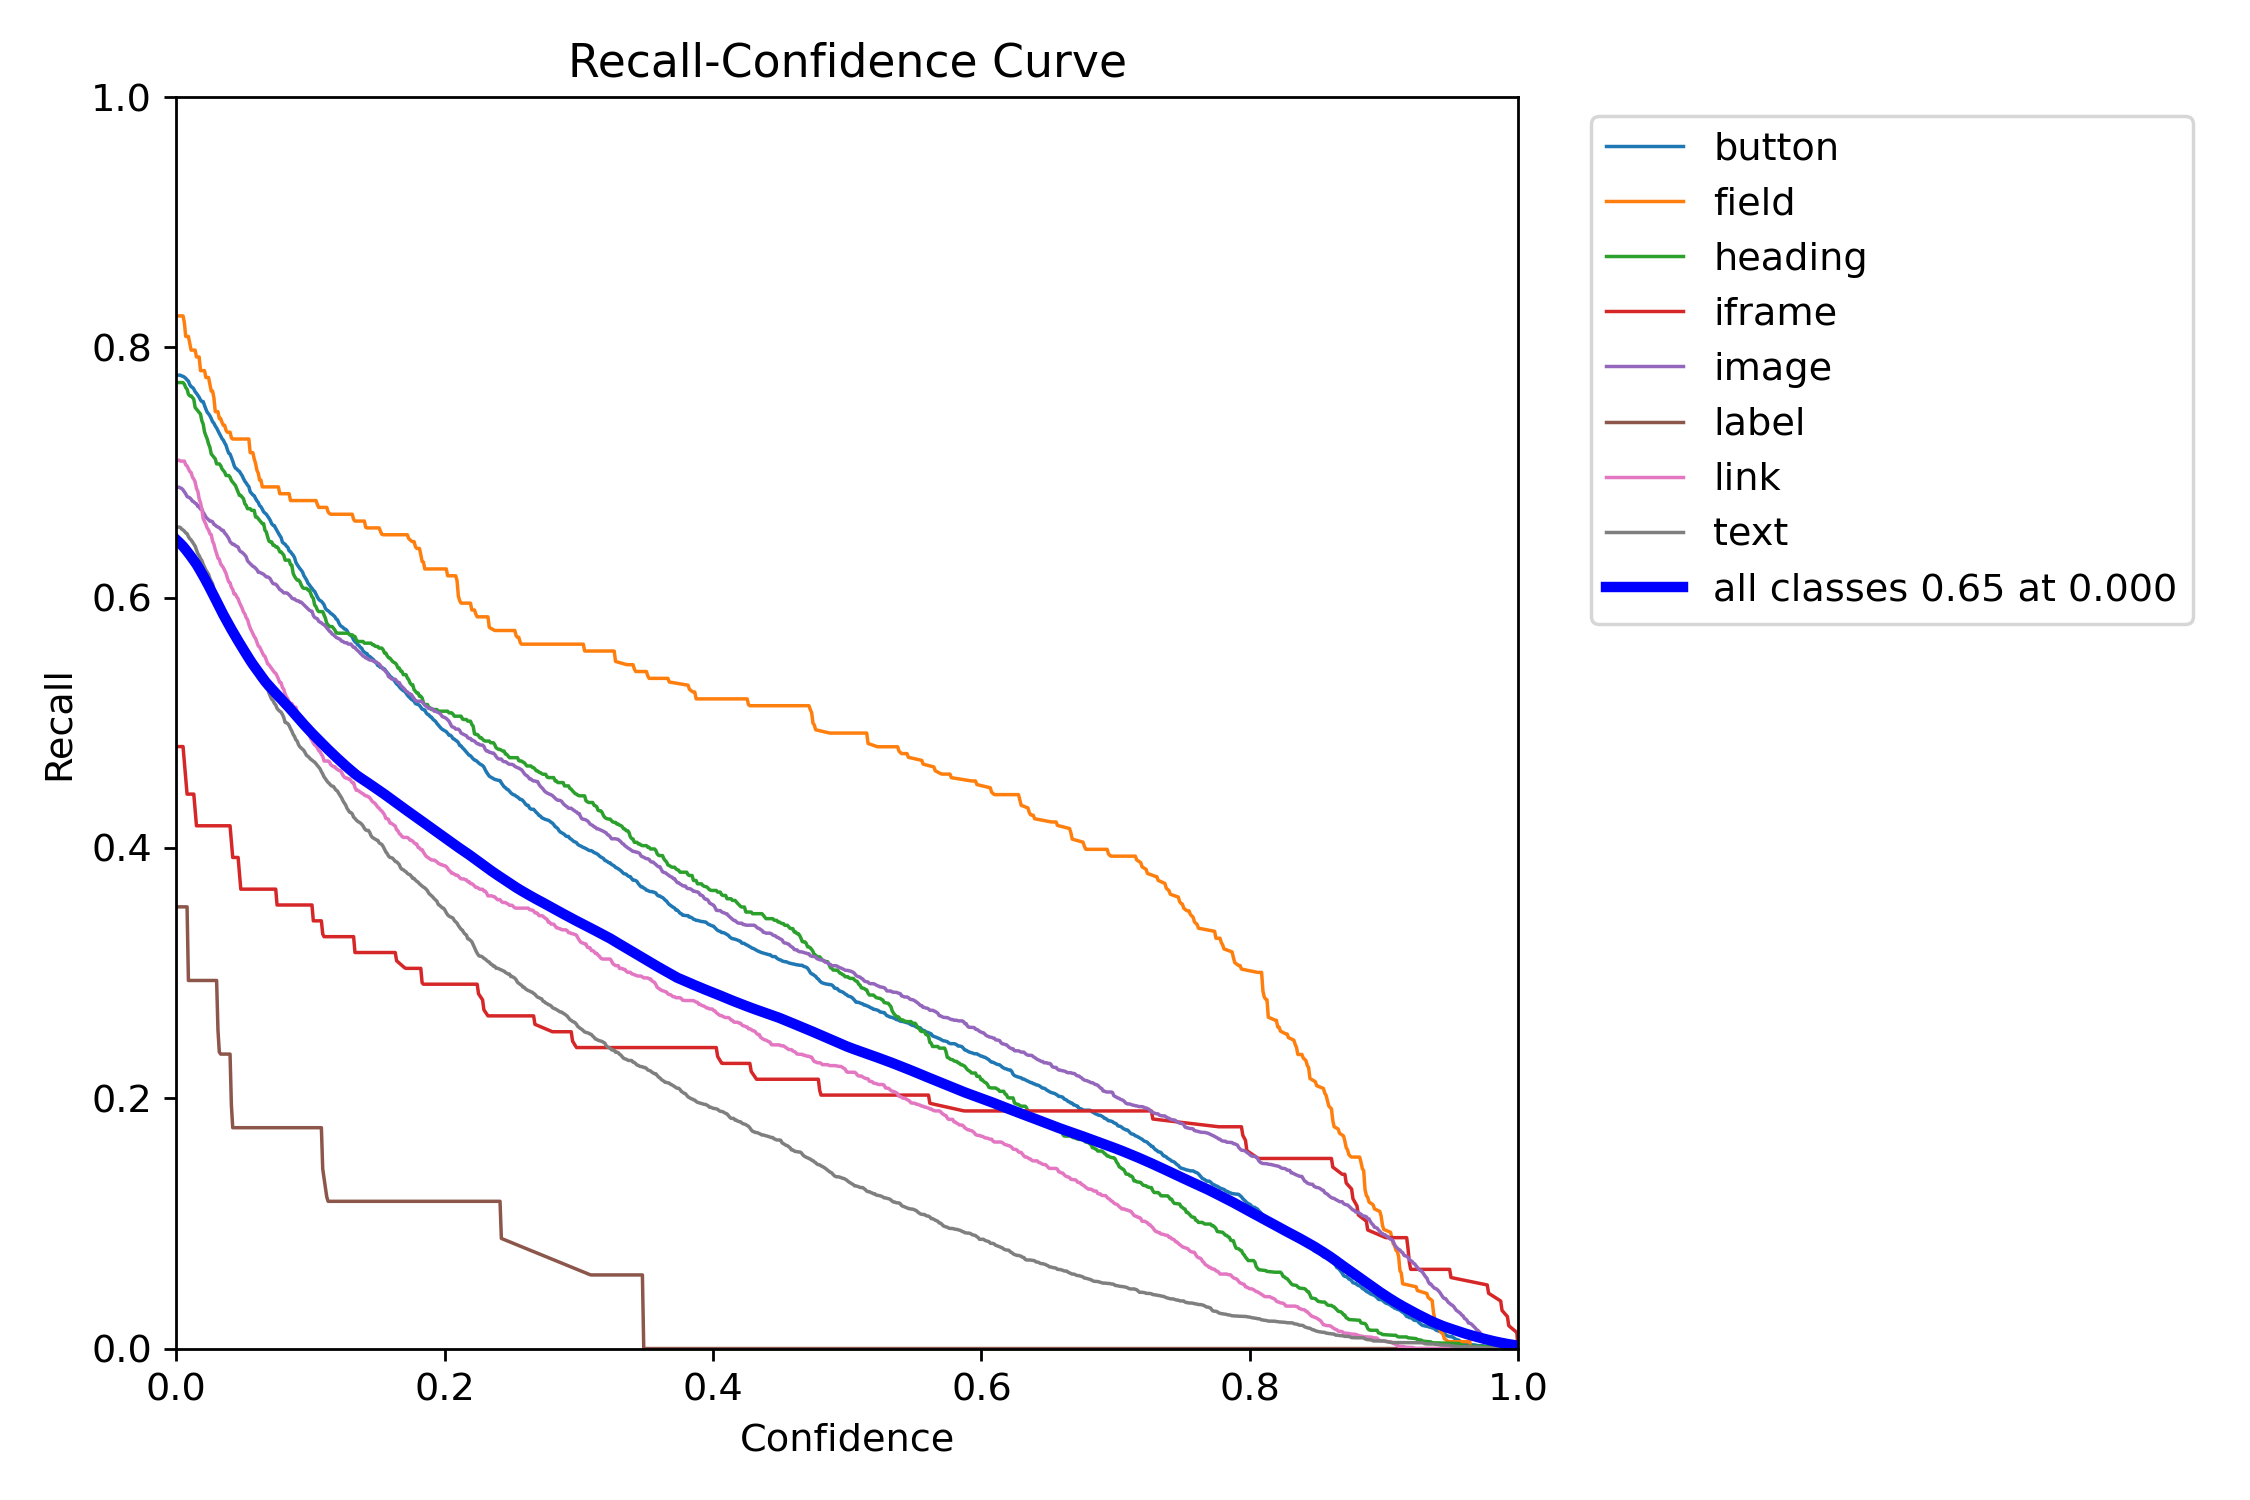 Recall-Confidence Curve
1.0
0.8
0.6
0.4
0.2
0.0
Recall
0.0 0.2 0.4 0.6 0.8 1.0
Confidence
button
field
heading
iframe
image
label
link
text
all classes 0.65 at 0.000